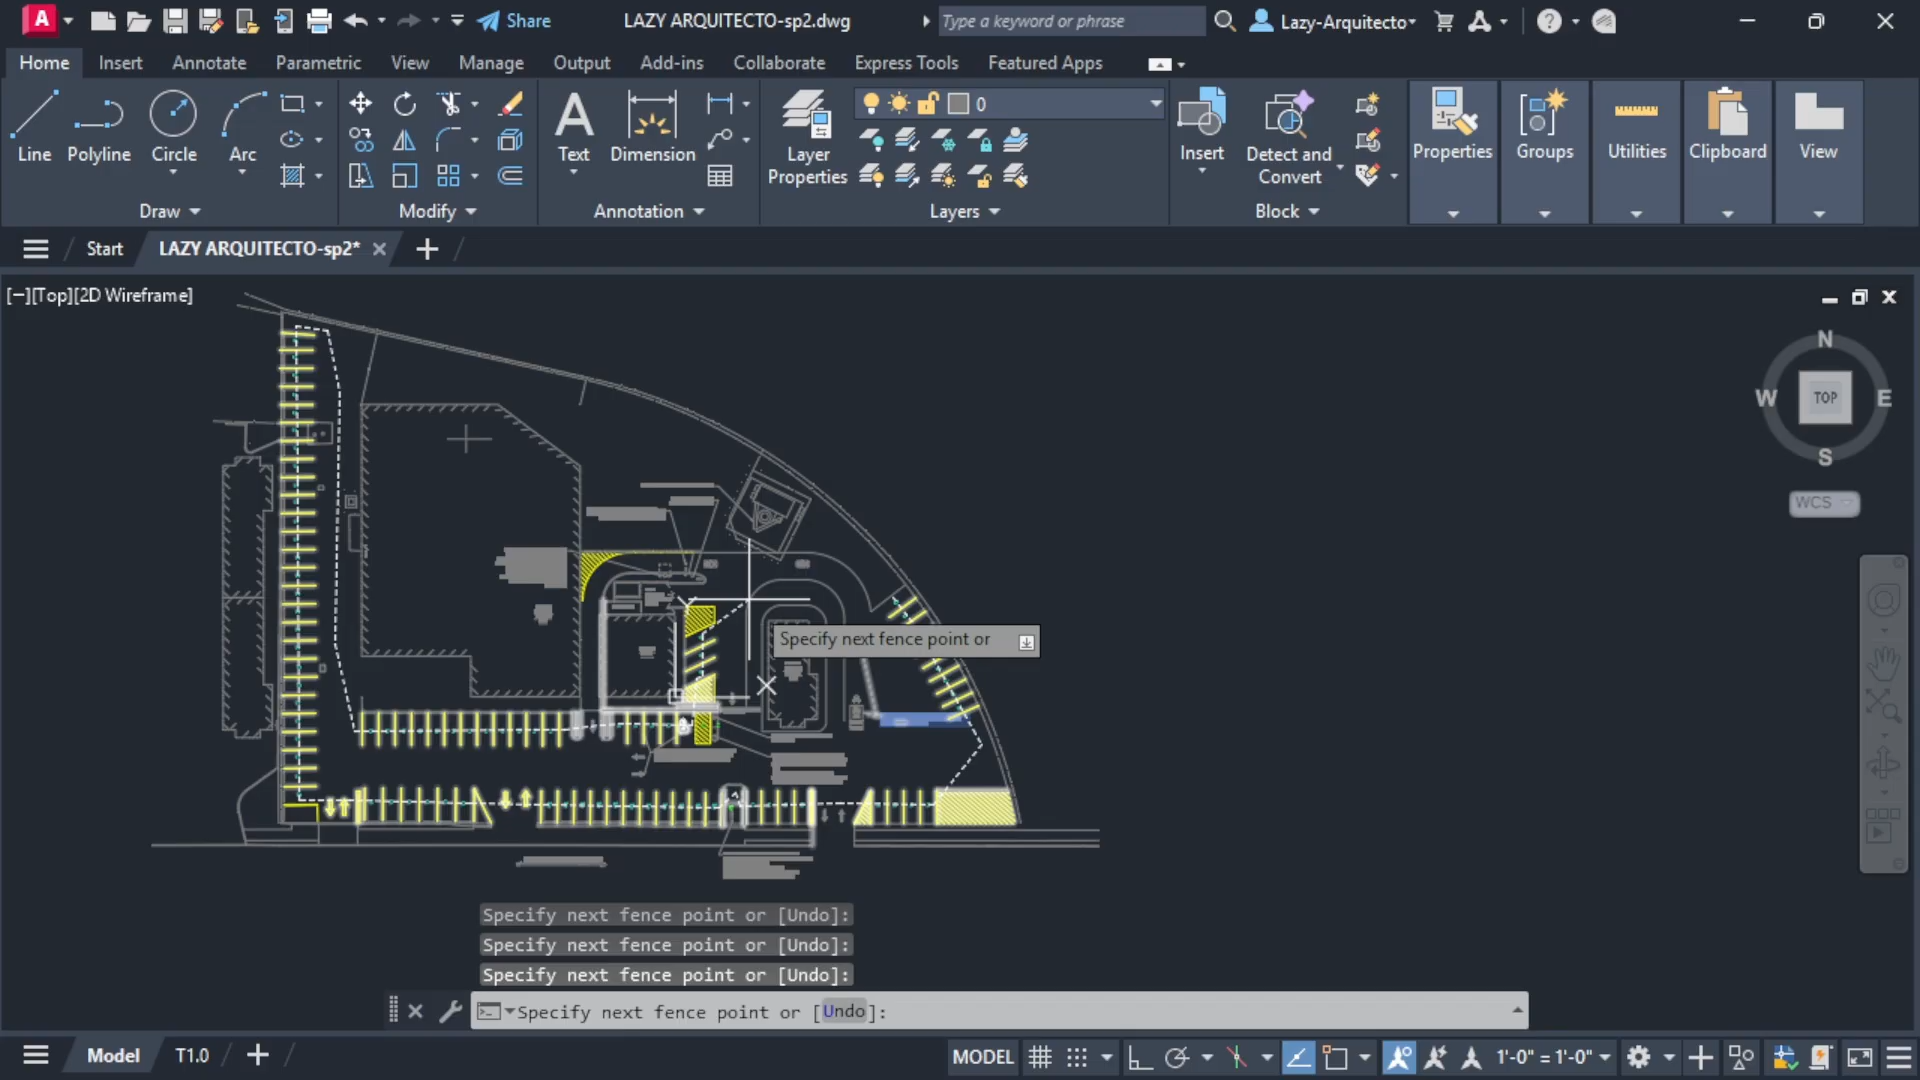 A
Share
LAZY ARQUITECTO-sp2.dwg
Type a keyword or phrase
Lazy-Arquitecto
Home
Insert
Annotate
Parametric
View
Manage
Output
Add-ins
Collaborate
Express Tools
Featured Apps
Line
Polyline
Circle
Arc
Draw
Modify
Text
Dimension
Annotation
Layer
Properties
0
Layers
Insert
Detect and
Convert
Block
Properties
Groups
Utilities
Clipboard
View
Start
LAZY ARQUITECTO-sp2*
[−][Top][2D Wireframe]
N
W
TOP
E
S
WCS
Specify next fence point or
Specify next fence point or [Undo]:
Specify next fence point or [Undo]:
Specify next fence point or [Undo]:
Specify next fence point or [Undo]:
Model
T1.0
MODEL
1'-0" = 1'-0"